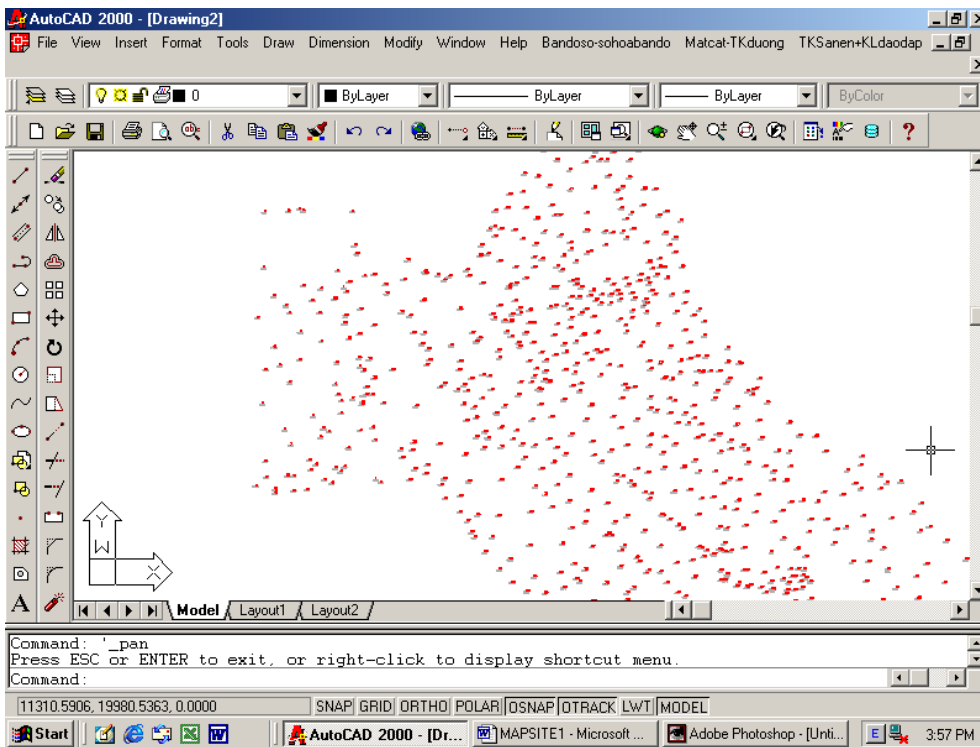 AutoCAD 2000 - [Drawing2]
File View Insert Format Tools Draw Dimension Modify Window Help Bandoso-sohoabando Matcat-TKduong TKSanen+KLdaodap
0 ByLayer ByLayer ByLayer ByColor
Y
W
X
A
Model Layout1 Layout2
Command: '_pan
Press ESC or ENTER to exit, or right-click to display shortcut menu.
Command:
11310.5906, 19980.5363, 0.0000 SNAP GRID ORTHO POLAR OSNAP OTRACK LWT MODEL
Start AutoCAD 2000 - [Dr... MAPSITE1 - Microsoft ... Adobe Photoshop - [Unti... E 3:57 PM